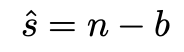 ŝ = n − b